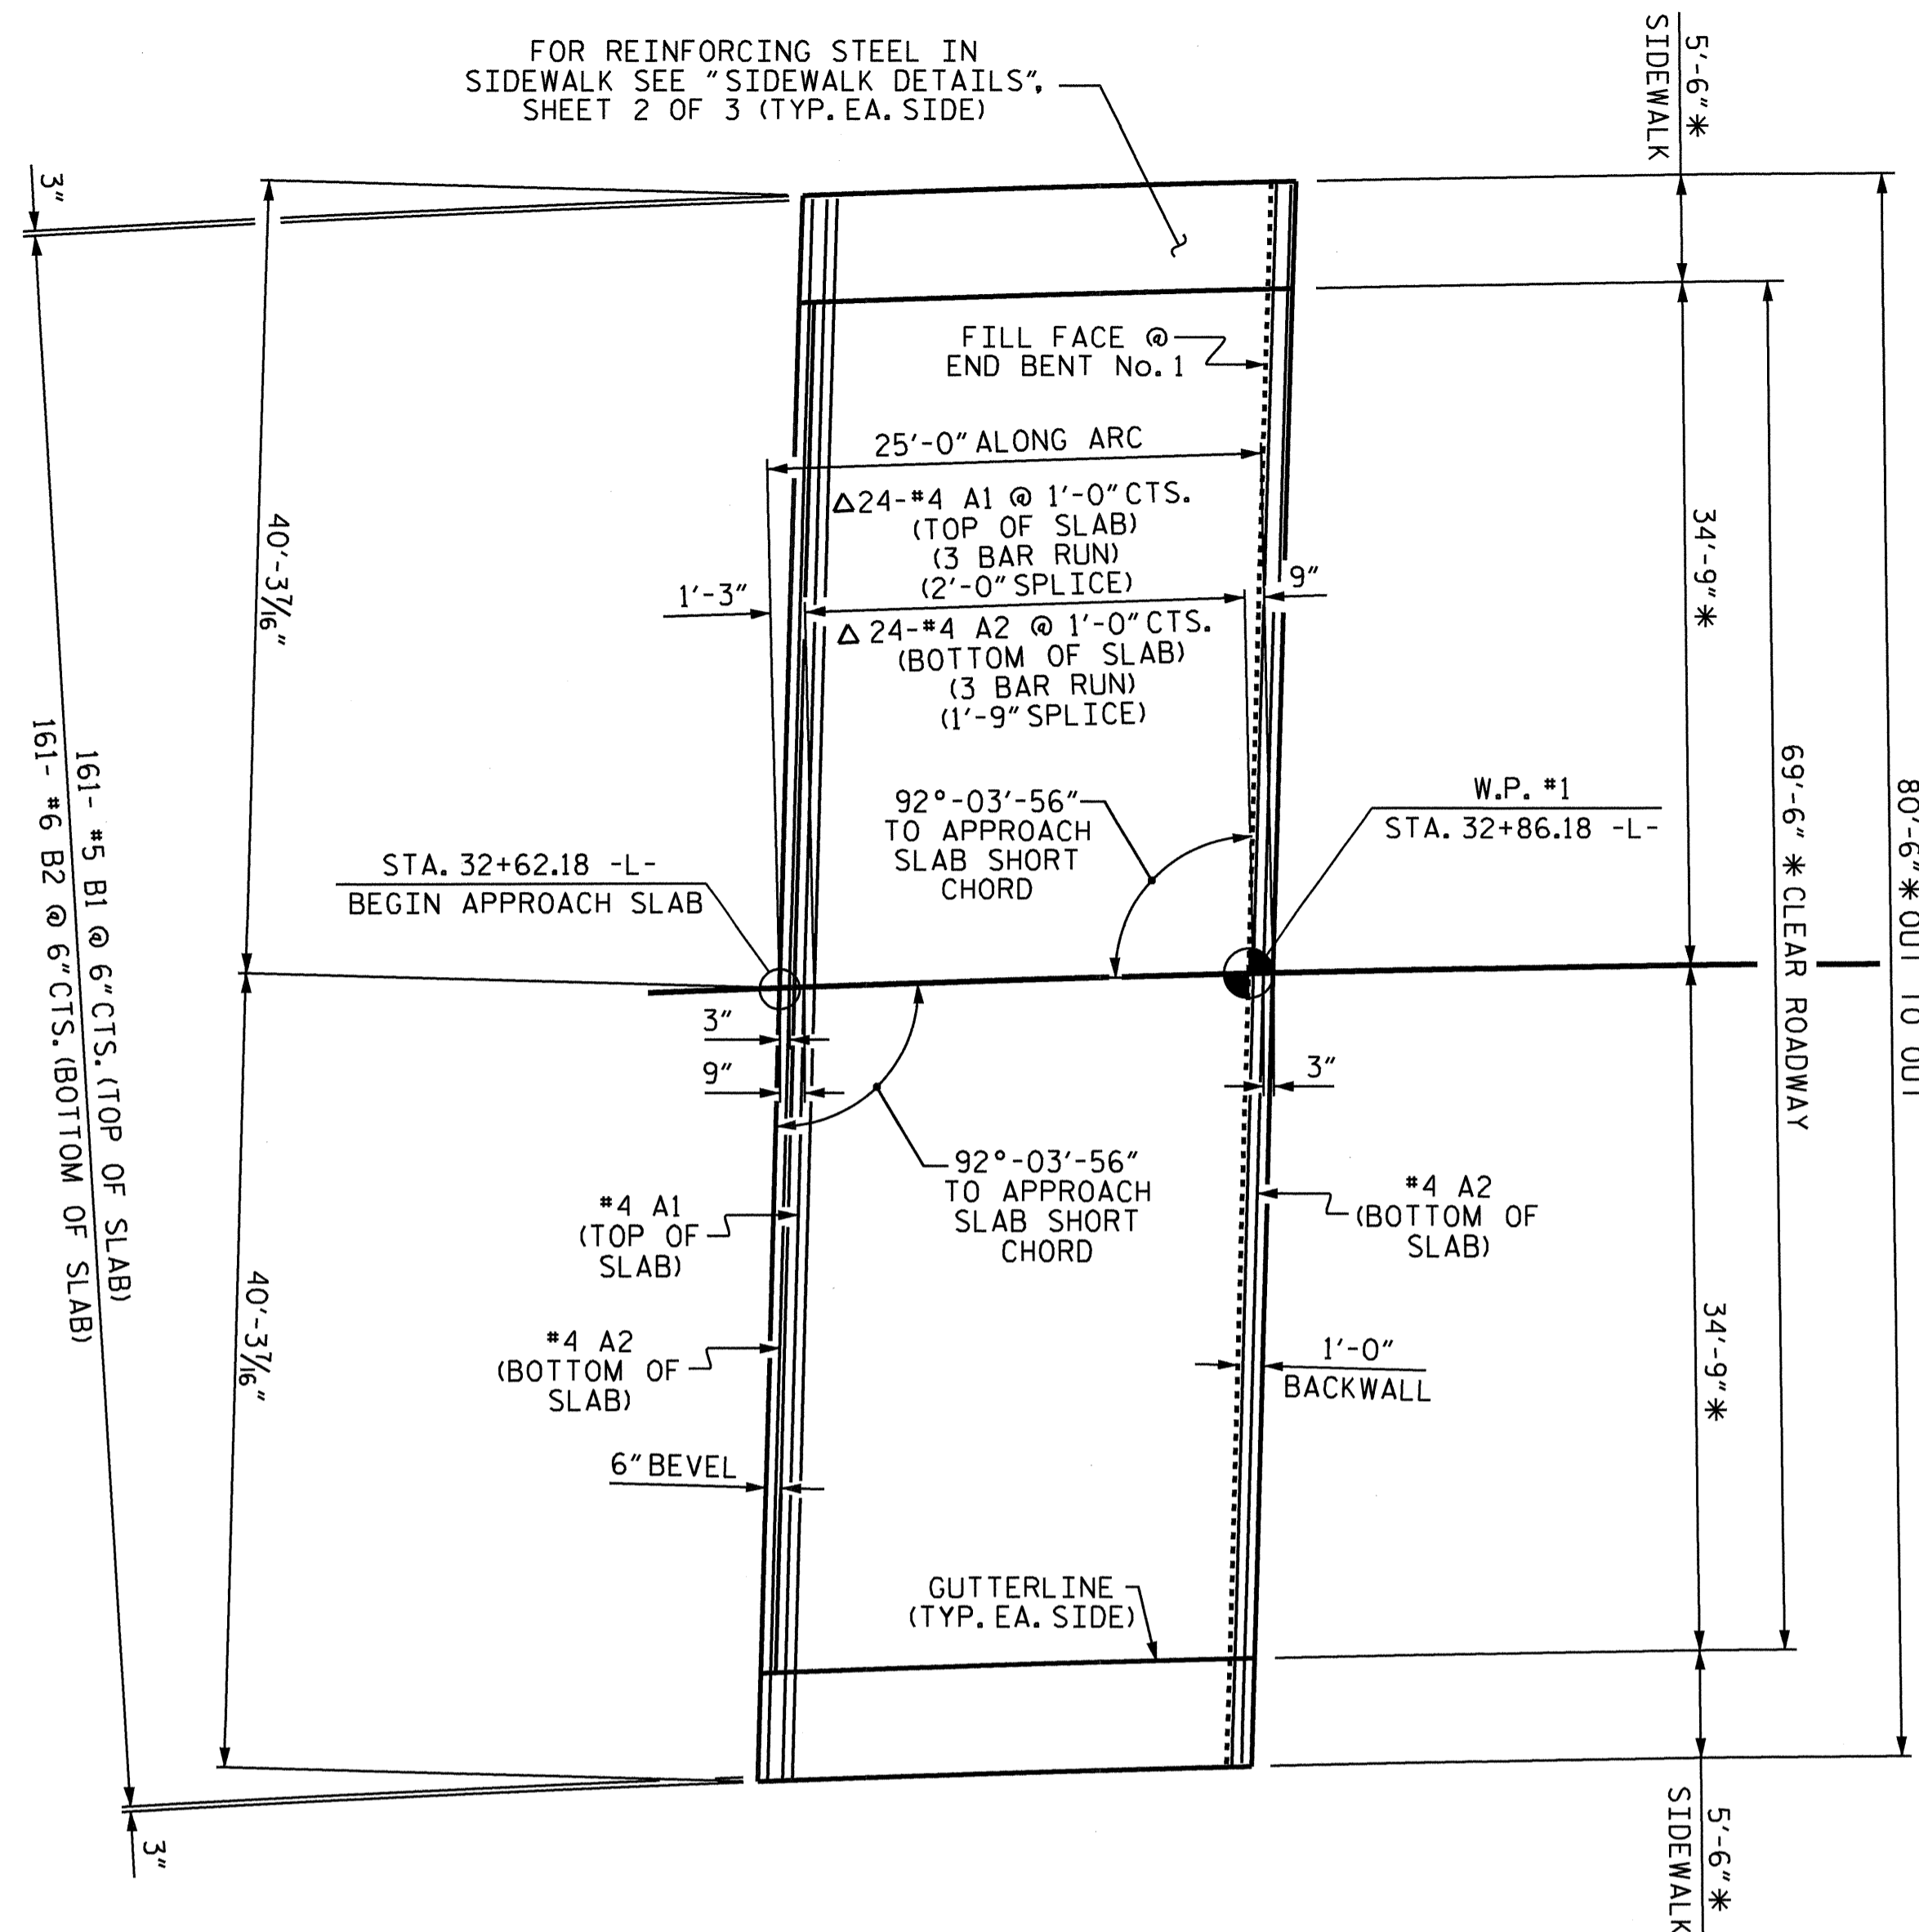 FOR REINFORCING STEEL IN
SIDEWALK SEE "SIDEWALK DETAILS",
SHEET 2 OF 3 (TYP. EA. SIDE)
5'-6"*
SIDEWALK
3"
FILL FACE @
END BENT No. 1
25'-0" ALONG ARC
Δ24-#4 A1 @ 1'-0" CTS.
(TOP OF SLAB)
(3 BAR RUN)
(2'-0" SPLICE)
1'-3"
9"
Δ 24-#4 A2 @ 1'-0" CTS.
(BOTTOM OF SLAB)
(3 BAR RUN)
(1'-9" SPLICE)
40'-3 7/16"
34'-9"*
69'-6" * CLEAR ROADWAY
80'-6"* OUT TO OUT
161- #5 B1 @ 6" CTS. (TOP OF SLAB)
161- #6 B2 @ 6" CTS. (BOTTOM OF SLAB)
92°-03'-56"
TO APPROACH
SLAB SHORT
CHORD
W.P. #1
STA. 32+86.18 -L-
STA. 32+62.18 -L-
BEGIN APPROACH SLAB
3"
9"
3"
92°-03'-56"
TO APPROACH
SLAB SHORT
CHORD
#4 A1
(TOP OF
SLAB)
#4 A2
(BOTTOM OF
SLAB)
#4 A2
(BOTTOM OF
SLAB)
40'-3 7/16"
34'-9"*
1'-0"
BACKWALL
6" BEVEL
GUTTERLINE
(TYP. EA. SIDE)
3"
5'-6"*
SIDEWALK